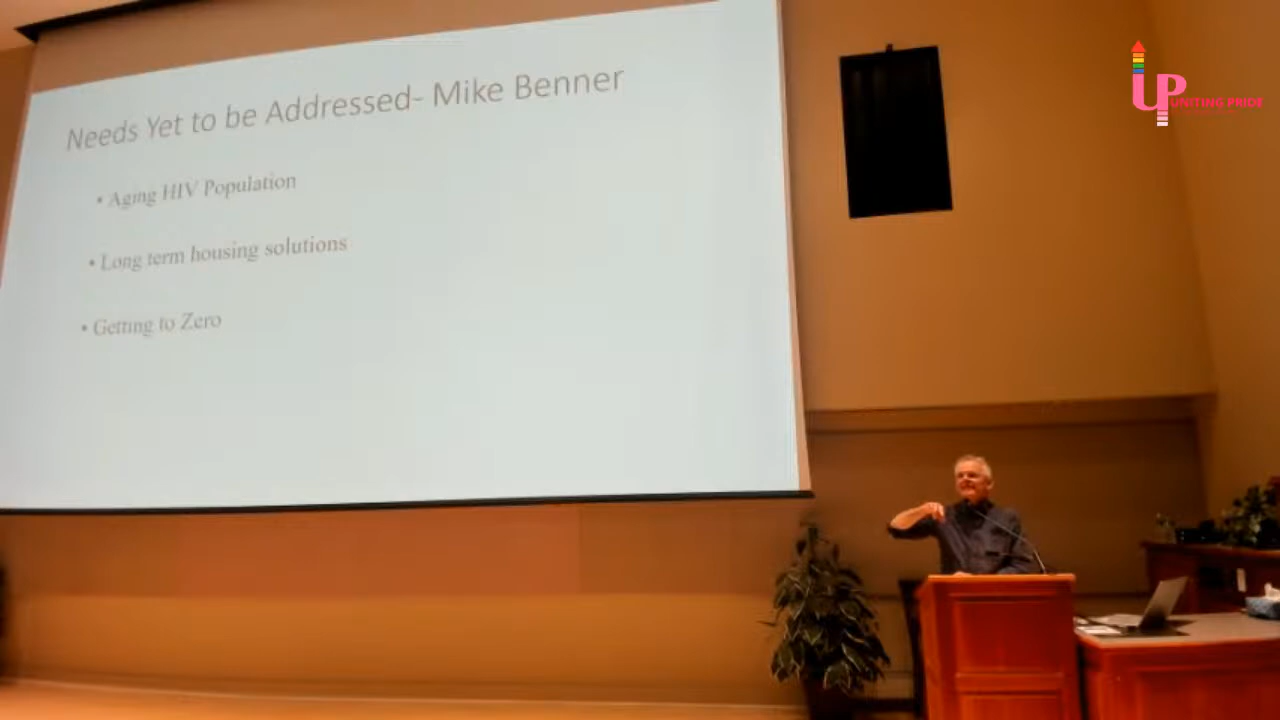 Needs Yet to be Addressed- Mike Benner
• Aging HIV Population
• Long term housing solutions
• Getting to Zero
UP
UNITING PRIDE